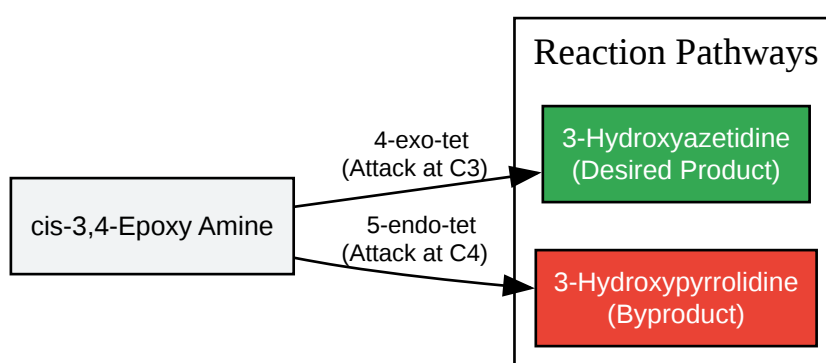 Reaction Pathways
cis-3,4-Epoxy Amine
4-exo-tet
(Attack at C3)
3-Hydroxyazetidine
(Desired Product)
5-endo-tet
(Attack at C4)
3-Hydroxypyrrolidine
(Byproduct)